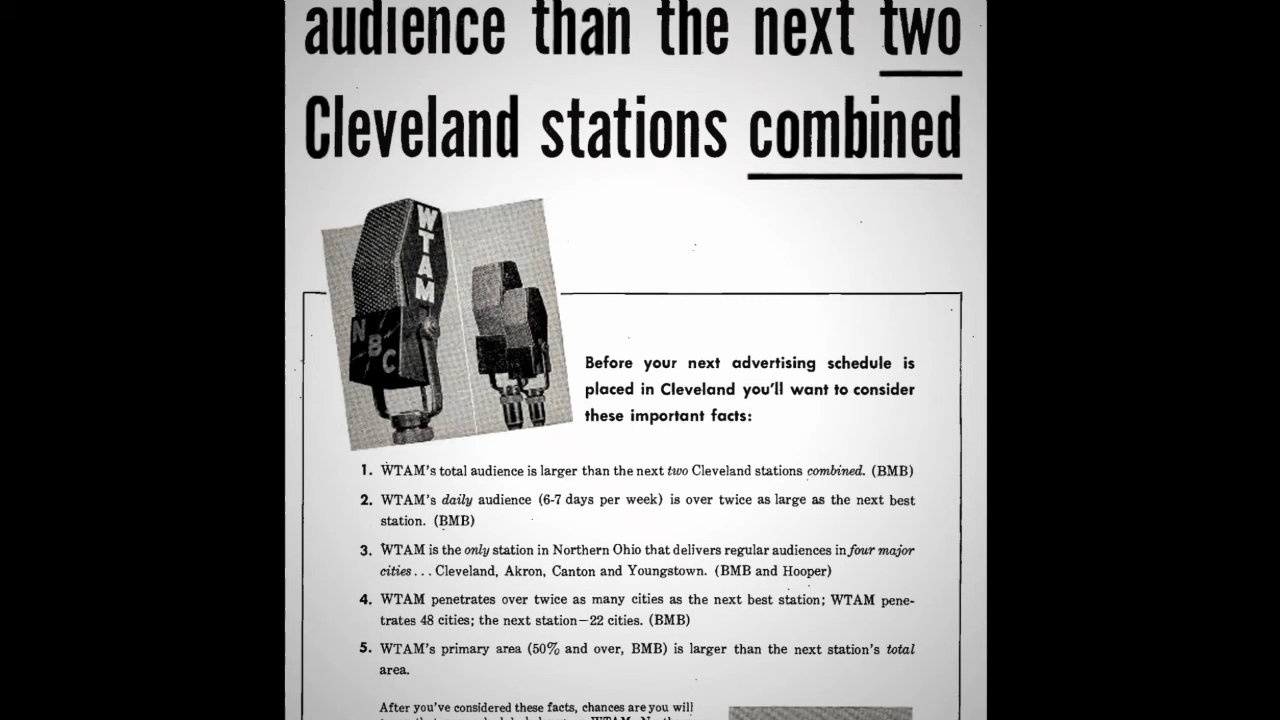 audience than the next two
Cleveland stations combined
WTAM
NBC
Before your next advertising schedule is
placed in Cleveland you'll want to consider
these important facts:
1. WTAM's total audience is larger than the next two Cleveland stations combined. (BMB)
2. WTAM's daily audience (6-7 days per week) is over twice as large as the next best
station. (BMB)
3. WTAM is the only station in Northern Ohio that delivers regular audiences in four major
cities... Cleveland, Akron, Canton and Youngstown. (BMB and Hooper)
4. WTAM penetrates over twice as many cities as the next best station; WTAM pene-
trates 48 cities; the next station—22 cities. (BMB)
5. WTAM's primary area (50% and over, BMB) is larger than the next station's total
area.
After you've considered these facts, chances are you will